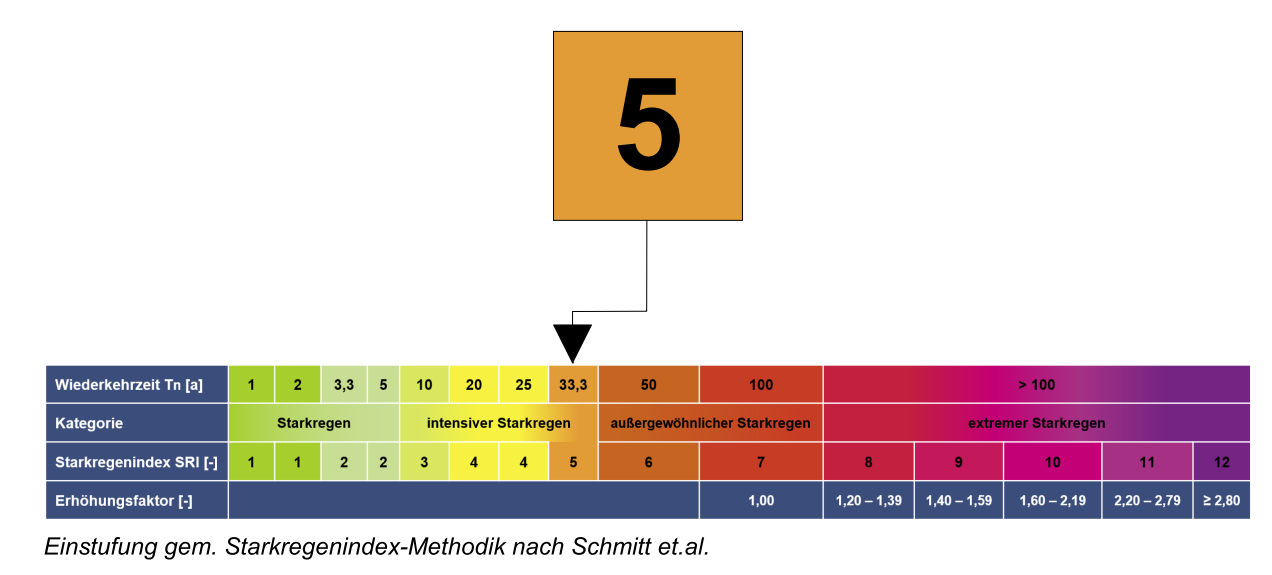 5
Wiederkehrzeit Tn [a] 1 2 3,3 5 10 20 25 33,3 50 100 > 100
Kategorie Starkregen intensiver Starkregen außergewöhnlicher Starkregen extremer Starkregen
Starkregenindex SRI [-] 1 1 2 2 3 4 4 5 6 7 8 9 10 11 12
Erhöhungsfaktor [-] 1,00 1,20 – 1,39 1,40 – 1,59 1,60 – 2,19 2,20 – 2,79 ≥ 2,80
Einstufung gem. Starkregenindex-Methodik nach Schmitt et.al.